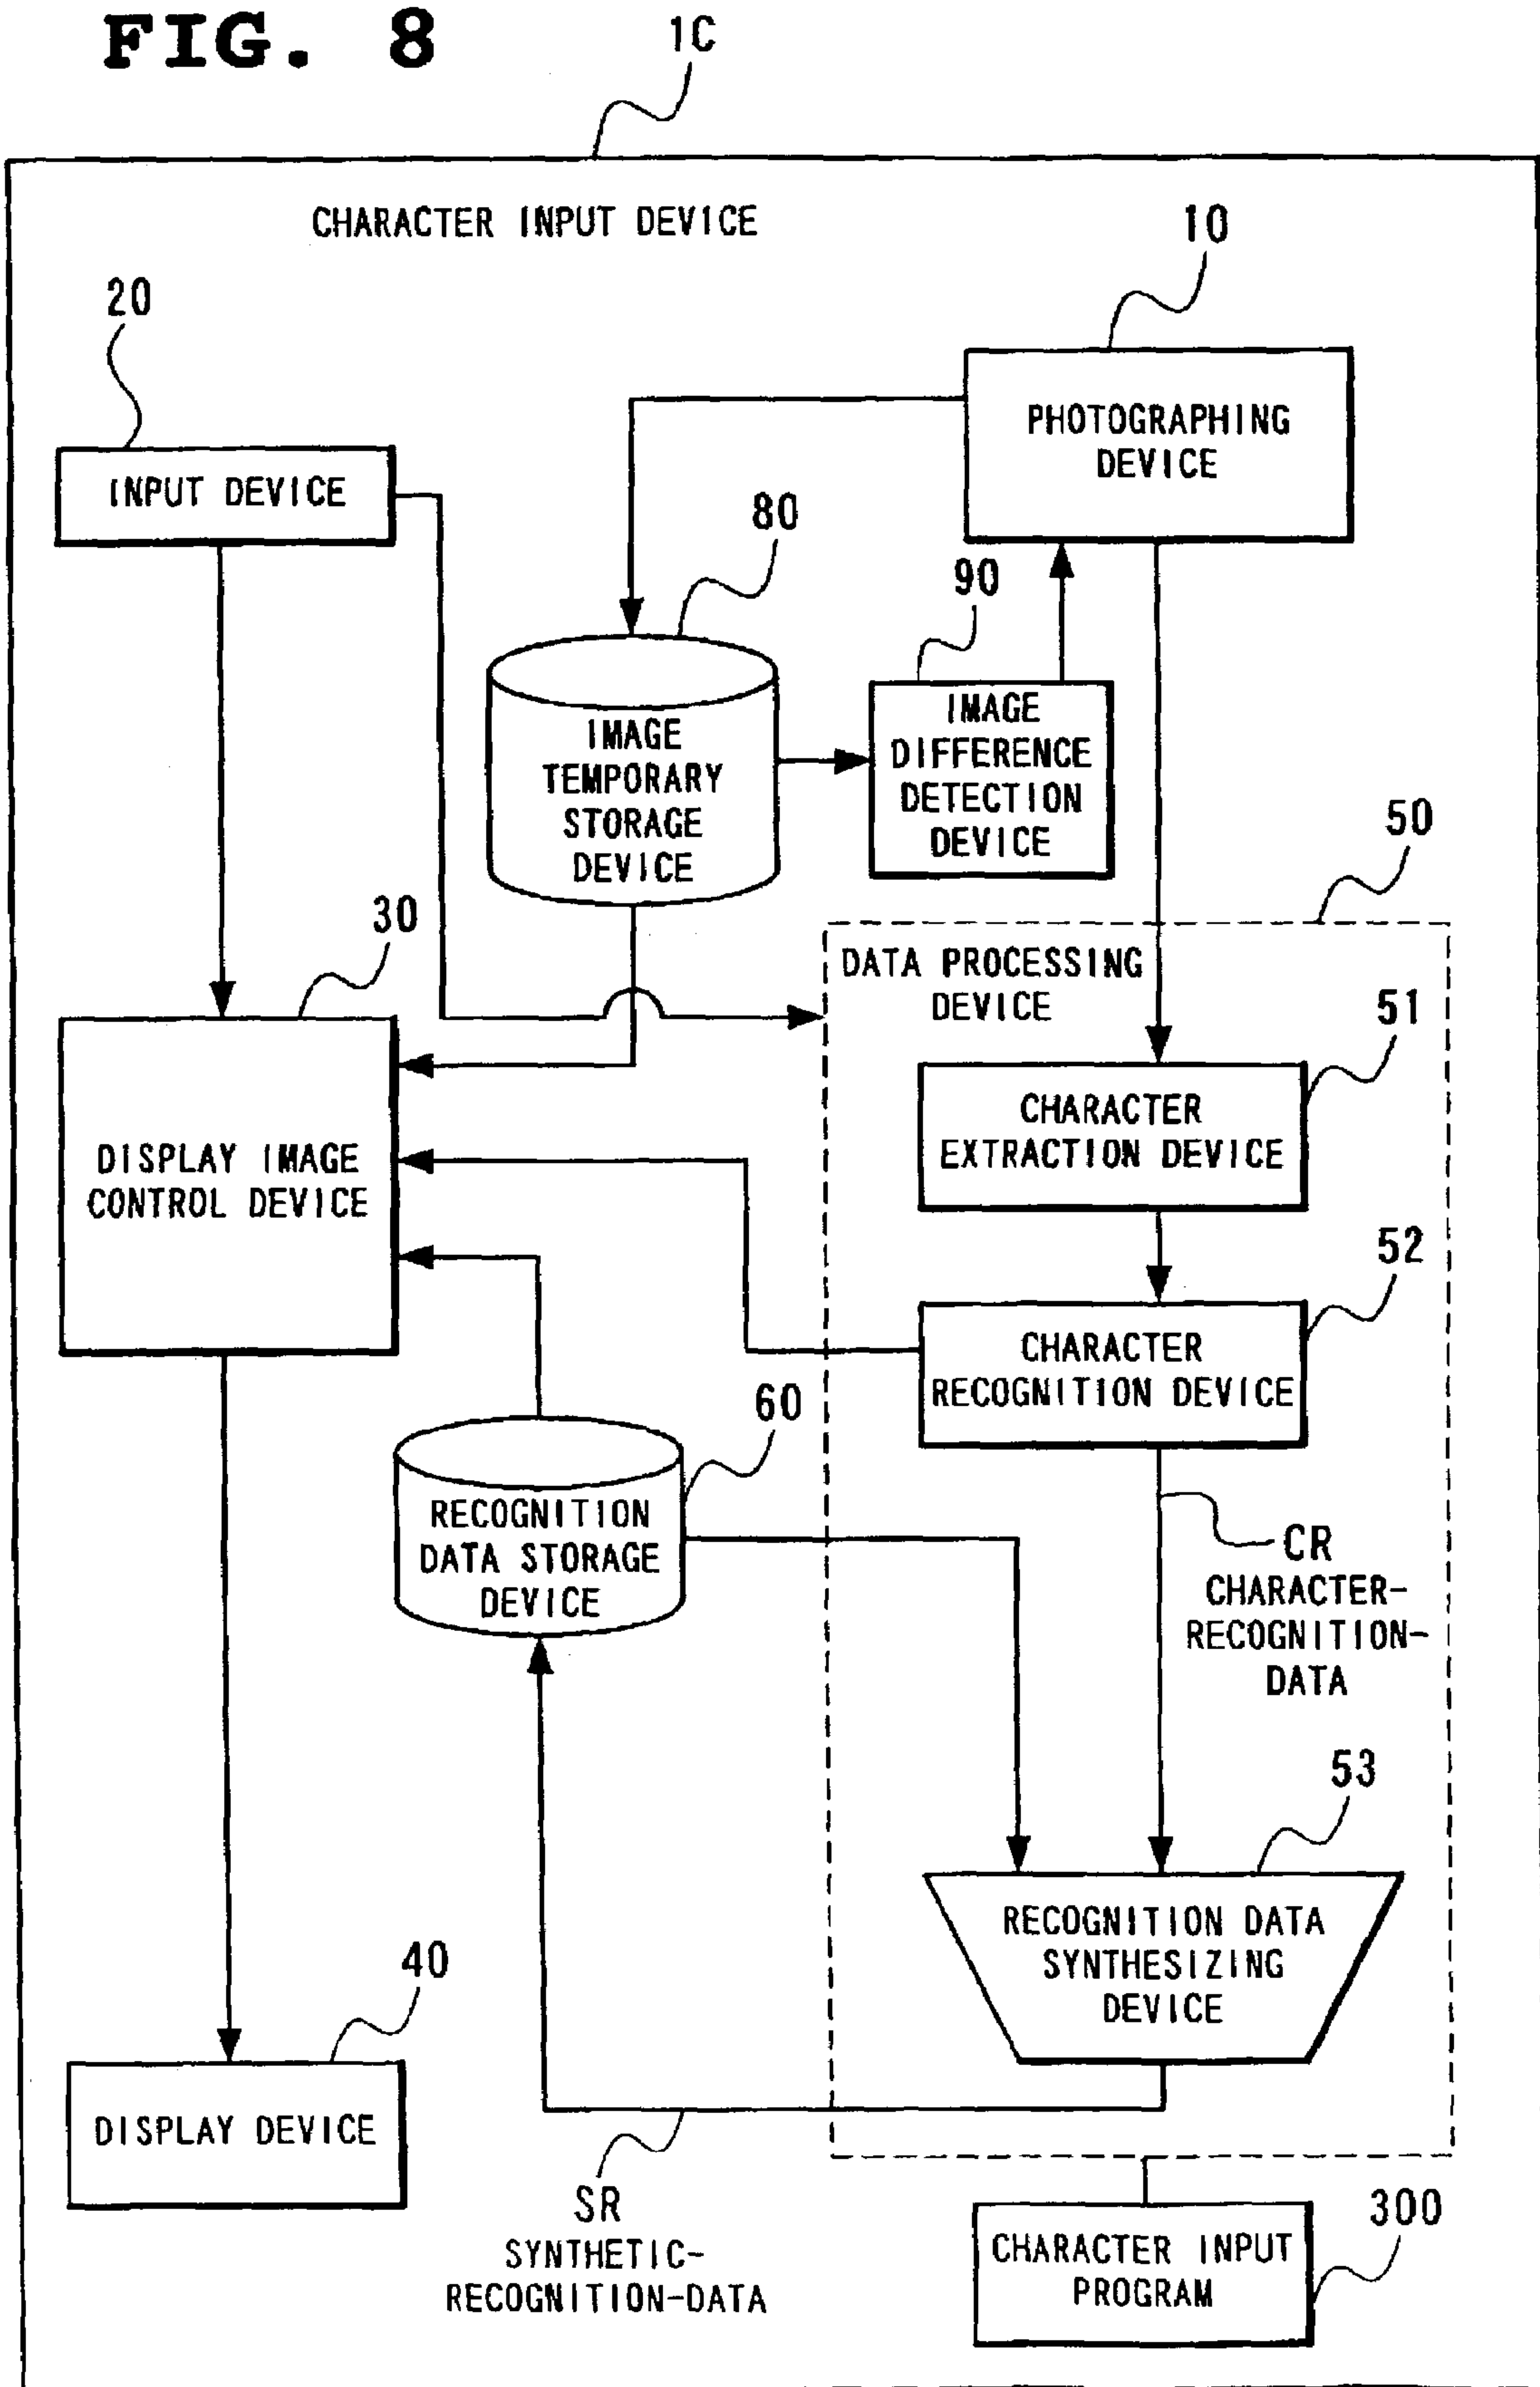 FIG. 8
1C
CHARACTER INPUT DEVICE
10
20
PHOTOGRAPHING
DEVICE
INPUT DEVICE
80
90
IMAGE
TEMPORARY
STORAGE
DEVICE
IMAGE
DIFFERENCE
DETECTION
DEVICE
50
30
DATA PROCESSING
DEVICE
51
CHARACTER
EXTRACTION DEVICE
DISPLAY IMAGE
CONTROL DEVICE
52
CHARACTER
RECOGNITION DEVICE
60
RECOGNITION
DATA STORAGE
DEVICE
CR
CHARACTER-
RECOGNITION-
DATA
53
RECOGNITION DATA
SYNTHESIZING
DEVICE
40
DISPLAY DEVICE
SR
SYNTHETIC-
RECOGNITION-DATA
300
CHARACTER INPUT
PROGRAM